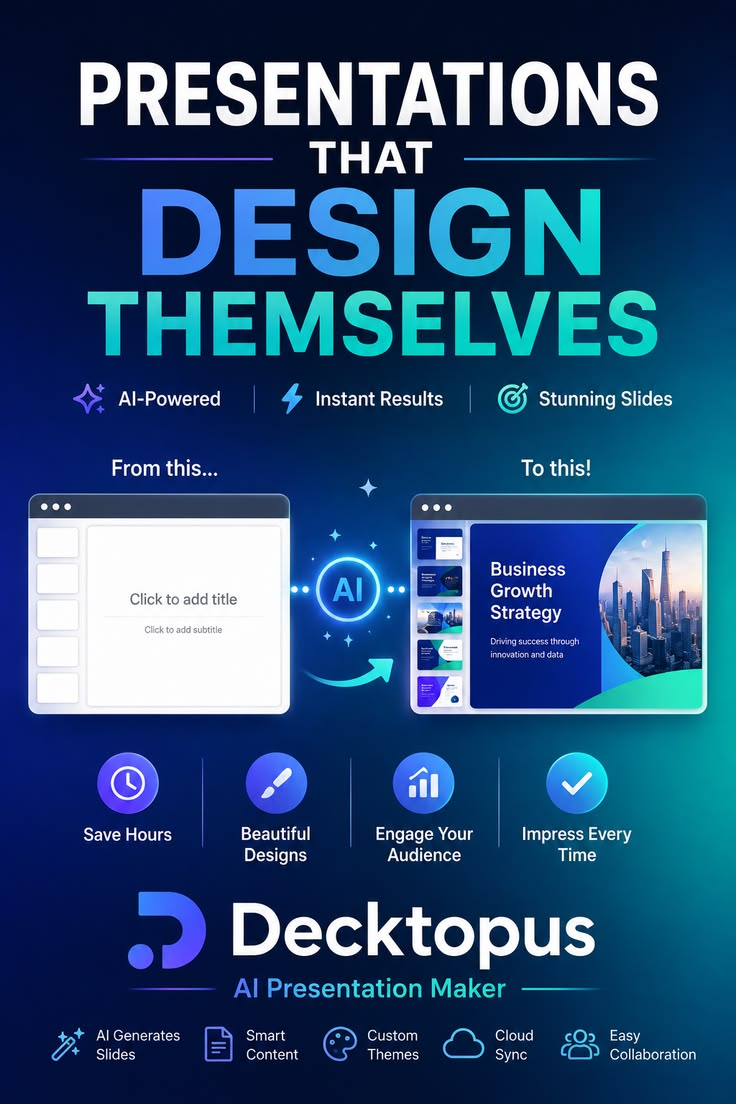 PRESENTATIONS
THAT
DESIGN
THEMSELVES
AI-Powered
Instant Results
Stunning Slides
From this...
To this!
Click to add title
Click to add subtitle
AI
Business
Growth
Strategy
Driving success through
innovation and data
Save Hours
Beautiful
Designs
Engage Your
Audience
Impress Every
Time
Decktopus
AI Presentation Maker
AI Generates
Slides
Smart
Content
Custom
Themes
Cloud
Sync
Easy
Collaboration